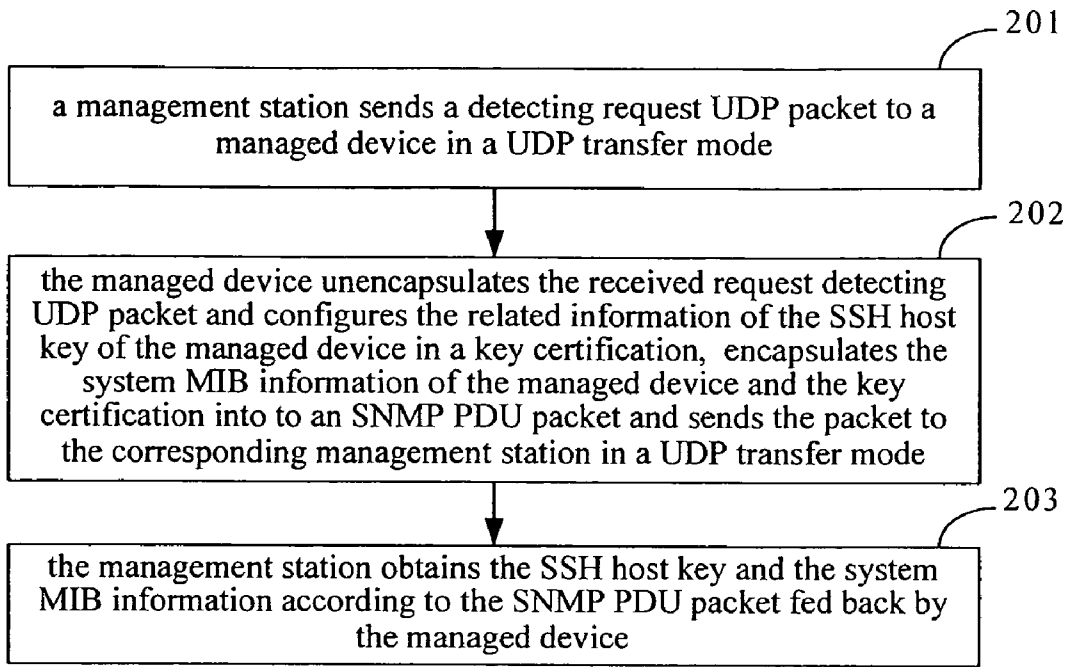 201
a management station sends a detecting request UDP packet to a
managed device in a UDP transfer mode
202
the managed device unencapsulates the received request detecting
UDP packet and configures the related information of the SSH host
key of the managed device in a key certification, encapsulates the
system MIB information of the managed device and the key
certification into to an SNMP PDU packet and sends the packet to
the corresponding management station in a UDP transfer mode
203
the management station obtains the SSH host key and the system
MIB information according to the SNMP PDU packet fed back by
the managed device